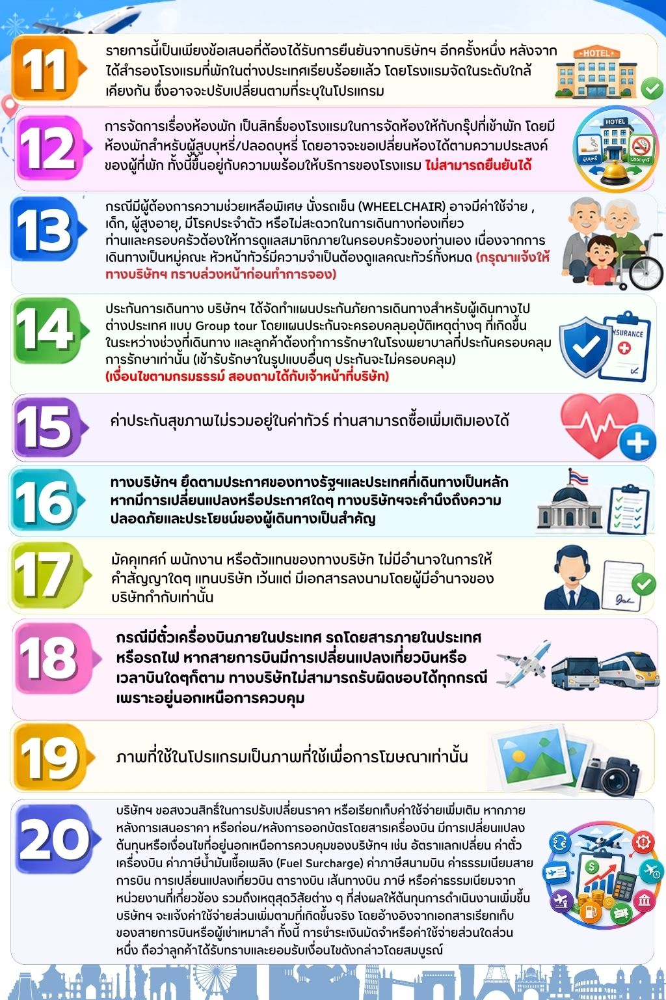 11
รายการนี้เป็นเพียงข้อเสนอที่ต้องได้รับการยืนยันจากบริษัทฯ อีกครั้งหนึ่ง หลังจาก
ได้สำรองโรงแรมที่พักในต่างประเทศเรียบร้อยแล้ว โดยโรงแรมจัดในระดับใกล้
เคียงกัน ซึ่งอาจจะปรับเปลี่ยนตามที่ระบุในโปรแกรม
HOTEL
12
การจัดการเรื่องห้องพัก เป็นสิทธิ์ของโรงแรมในการจัดห้องให้กับกรุ๊ปที่เข้าพัก โดยมี
ห้องพักสำหรับผู้สูบบุหรี่/ปลอดบุหรี่ โดยอาจจะขอเปลี่ยนห้องได้ตามความประสงค์
ของผู้ที่พัก ทั้งนี้ขึ้นอยู่กับความพร้อมให้บริการของโรงแรม ไม่สามารถยืนยันได้
HOTEL
สูบบุหรี่
ปลอดบุหรี่
13
กรณีมีผู้ต้องการความช่วยเหลือพิเศษ นั่งรถเข็น (WHEELCHAIR) อาจมีค่าใช้จ่าย ,
เด็ก, ผู้สูงอายุ, มีโรคประจำตัว หรือไม่สะดวกในการเดินทางท่องเที่ยว
ท่านและครอบครัวต้องให้การดูแลสมาชิกภายในครอบครัวของท่านเอง เนื่องจากการ
เดินทางเป็นหมู่คณะ หัวหน้าทัวร์มีความจำเป็นต้องดูแลคณะทัวร์ทั้งหมด (กรุณาแจ้งให้
ทางบริษัทฯ ทราบล่วงหน้าก่อนทำการจอง)
14
ประกันการเดินทาง บริษัทฯ ได้จัดทำแผนประกันภัยการเดินทางสำหรับผู้เดินทางไป
ต่างประเทศ แบบ Group tour โดยแผนประกันจะครอบคลุมอุบัติเหตุต่างๆ ที่เกิดขึ้น
ในระหว่างช่วงที่เดินทาง และลูกค้าต้องทำการรักษาในโรงพยาบาลที่ประกันครอบคลุม
การรักษาเท่านั้น (เข้ารับรักษาในรูปแบบอื่นๆ ประกันจะไม่ครอบคลุม)
(เงื่อนไขตามกรมธรรม์ สอบถามได้กับเจ้าหน้าที่บริษัท)
NSURANCE
15
ค่าประกันสุขภาพไม่รวมอยู่ในค่าทัวร์ ท่านสามารถซื้อเพิ่มเติมเองได้
16
ทางบริษัทฯ ยึดตามประกาศของทางรัฐฯและประเทศที่เดินทางเป็นหลัก
หากมีการเปลี่ยนแปลงหรือประกาศใดๆ ทางบริษัทฯจะคำนึงถึงความ
ปลอดภัยและประโยชน์ของผู้เดินทางเป็นสำคัญ
17
มัคคุเทศก์ พนักงาน หรือตัวแทนของทางบริษัท ไม่มีอำนาจในการให้
คำสัญญาใดๆ แทนบริษัท เว้นแต่ มีเอกสารลงนามโดยผู้มีอำนาจของ
บริษัทกำกับเท่านั้น
18
กรณีมีตั๋วเครื่องบินภายในประเทศ รถโดยสารภายในประเทศ
หรือรถไฟ หากสายการบินมีการเปลี่ยนแปลงเที่ยวบินหรือ
เวลาบินใดๆก็ตาม ทางบริษัทไม่สามารถรับผิดชอบได้ทุกกรณี
เพราะอยู่นอกเหนือการควบคุม
19
ภาพที่ใช้ในโปรแกรมเป็นภาพที่ใช้เพื่อการโฆษณาเท่านั้น
20
บริษัทฯ ขอสงวนสิทธิ์ในการปรับเปลี่ยนราคา หรือเรียกเก็บค่าใช้จ่ายเพิ่มเติม หากภาย
หลังการเสนอราคา หรือก่อน/หลังการออกบัตรโดยสารเครื่องบิน มีการเปลี่ยนแปลง
ต้นทุนหรือเงื่อนไขที่อยู่นอกเหนือการควบคุมของบริษัทฯ เช่น อัตราแลกเปลี่ยน ค่าตั๋ว
เครื่องบิน ค่าภาษีน้ำมันเชื้อเพลิง (Fuel Surcharge) ค่าภาษีสนามบิน ค่าธรรมเนียมสาย
การบิน การเปลี่ยนแปลงเที่ยวบิน ตารางบิน เส้นทางบิน ภาษี หรือค่าธรรมเนียมจาก
หน่วยงานที่เกี่ยวข้อง รวมถึงเหตุสุดวิสัยต่าง ๆ ที่ส่งผลให้ต้นทุนการดำเนินงานเพิ่มขึ้น
บริษัทฯ จะแจ้งค่าใช้จ่ายส่วนเพิ่มตามที่เกิดขึ้นจริง โดยอ้างอิงจากเอกสารเรียกเก็บ
ของสายการบินหรือผู้เช่าเหมาลำ ทั้งนี้ การชำระเงินมัดจำหรือค่าใช้จ่ายส่วนใดส่วน
หนึ่ง ถือว่าลูกค้าได้รับทราบและยอมรับเงื่อนไขดังกล่าวโดยสมบูรณ์